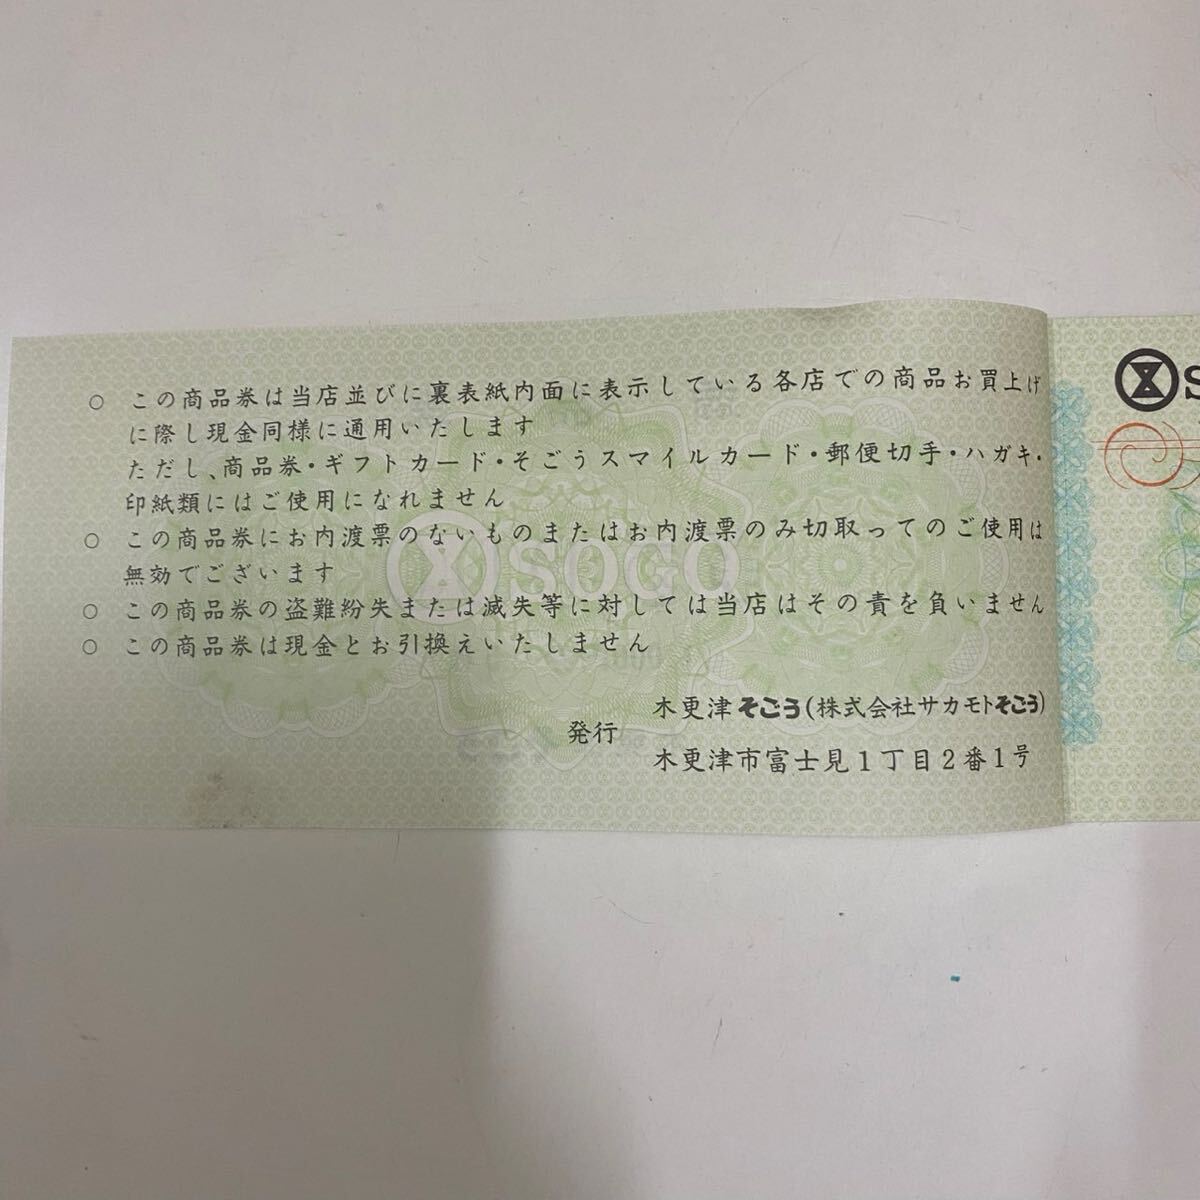 ○ この商品券は当店並びに裏表紙内面に表示している各店での商品お買上げ
に際し現金同様に通用いたします
ただし、商品券・ギフトカード・そごうスマイルカード・郵便切手・ハガキ・
印紙類にはご使用になれません
○ この商品券にお内渡票のないものまたはお内渡票のみ切取ってのご使用は
無効でございます
SOGO
○ この商品券の盗難紛失または滅失等に対しては当店はその責を負いません
○ この商品券は現金とお引換えいたしません
発行
木更津そごう(株式会社サカモトそごう)
木更津市富士見1丁目2番1号
S